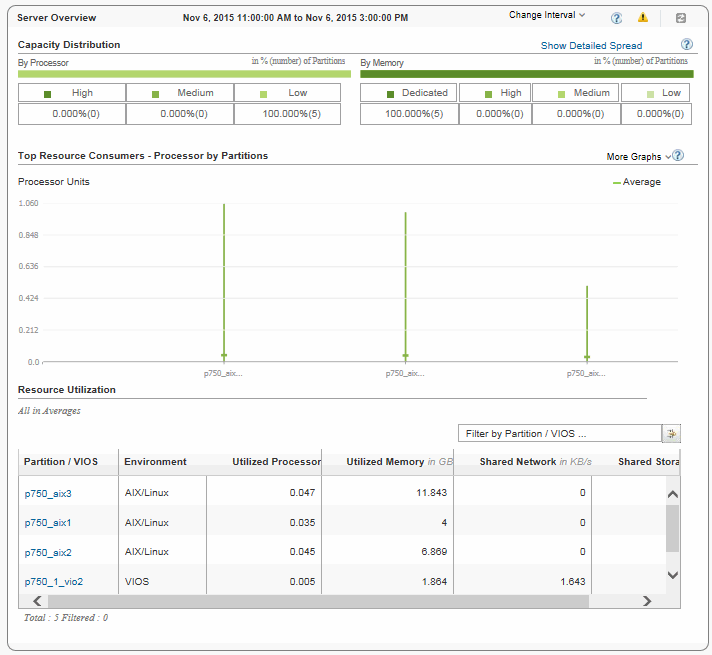 Server Overview Nov 6, 2015 11:00:00 AM to Nov 6, 2015 3:00:00 PM Change Interval
Capacity Distribution Show Detailed Spread
By Processor in % (number) of Partitions By Memory in % (number) of Partitions
High Medium Low Dedicated High Medium Low
0.000%(0) 0.000%(0) 100.000%(5) 100.000%(5) 0.000%(0) 0.000%(0) 0.000%(0)
Top Resource Consumers - Processor by Partitions More Graphs
Processor Units Average
1.060
0.848
0.636
0.424
0.212
0.0
p750_aix... p750_aix... p750_aix...
Resource Utilization
All in Averages
Filter by Partition / VIOS ...
Partition / VIOS Environment Utilized Processor Utilized Memory in GB Shared Network in KB/s Shared Stora
p750_aix3 AIX/Linux 0.047 11.843 0
p750_aix1 AIX/Linux 0.035 4 0
p750_aix2 AIX/Linux 0.045 6.869 0
p750_1_vio2 VIOS 0.005 1.864 1.643
Total : 5 Filtered : 0